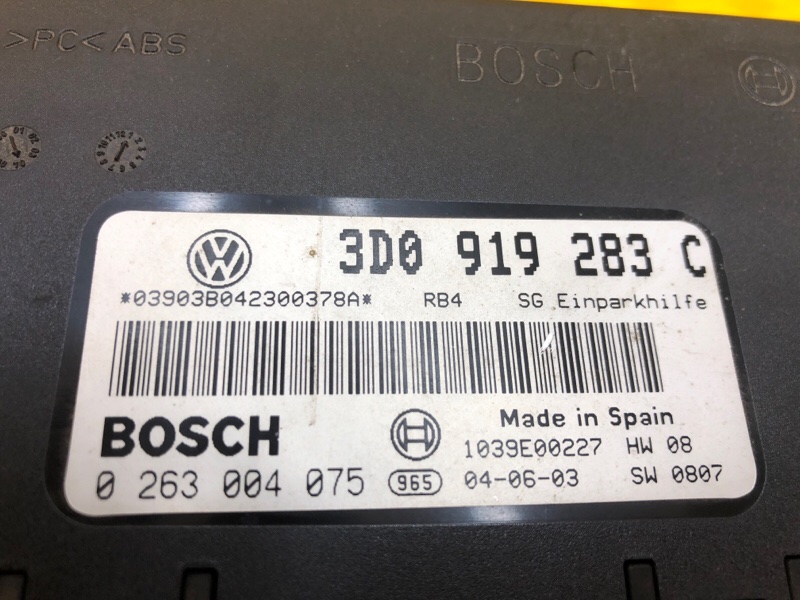 >PC<ABS
BOSCH
3D0 919 283 C
*03903B042300378A* RB4 SG Einparkhilfe
BOSCH
Made in Spain
1039E00227 HW 08
0 263 004 075 965 04-06-03 SW 0807